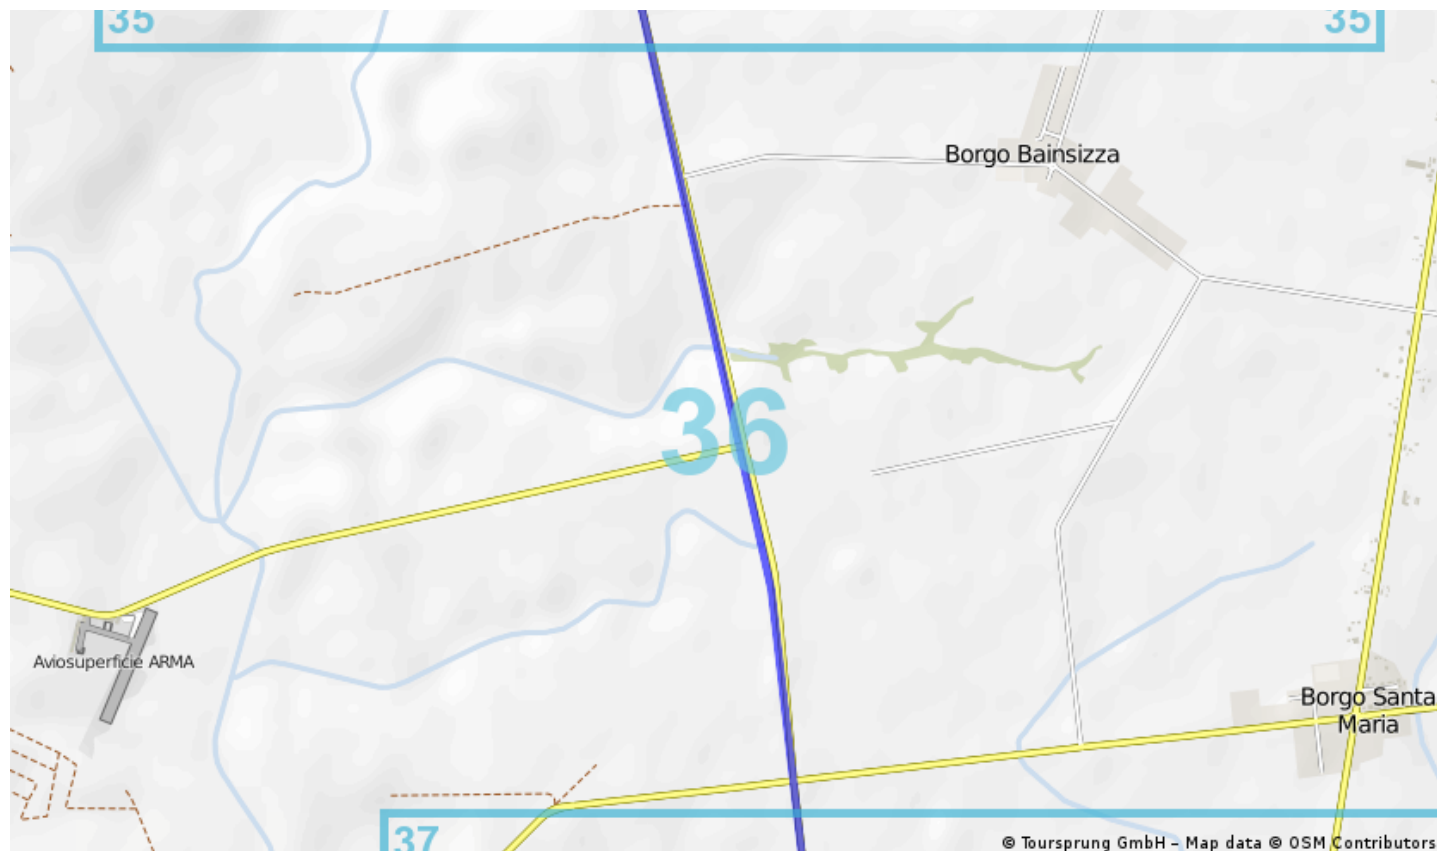 35
35
Borgo Bainsizza
36
Aviosuperficie ARMA
Borgo Santa
Maria
37
© Toursprung GmbH – Map data © OSM Contributors